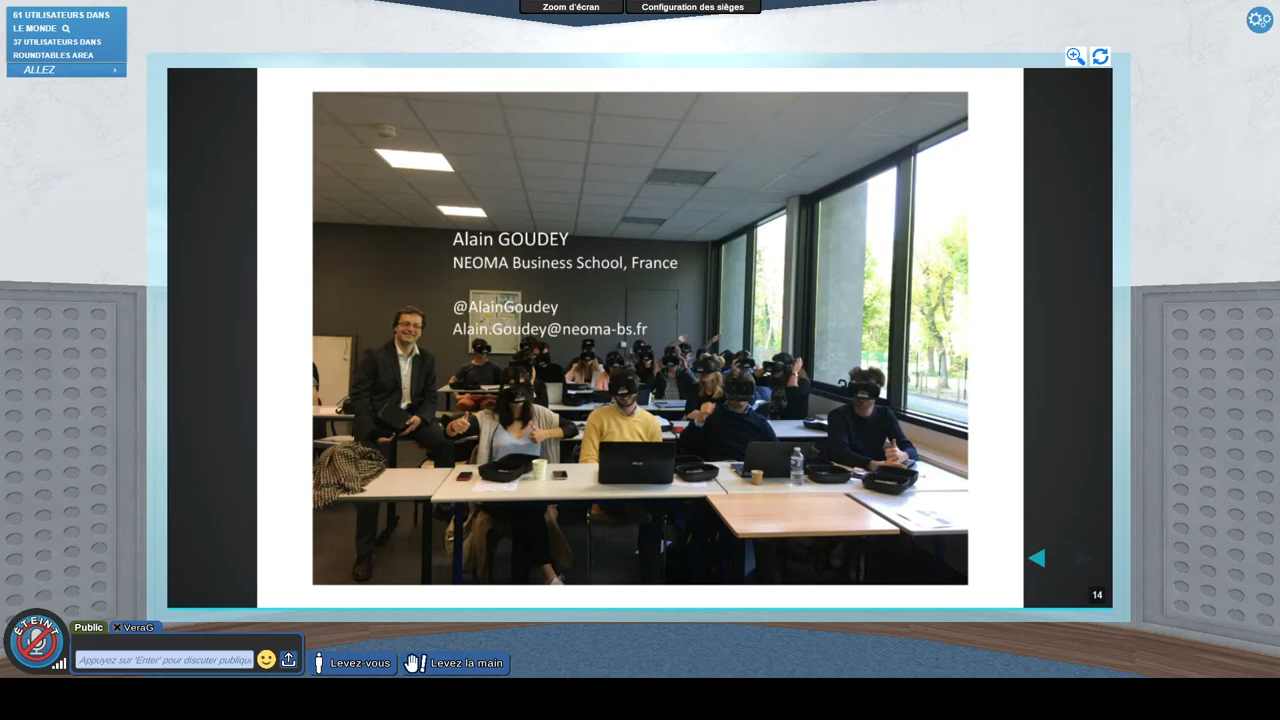 Zoom d'écran
Configuration des sièges
61 UTILISATEURS DANS
LE MONDE
37 UTILISATEURS DANS
ROUNDTABLES AREA
ALLEZ
Alain GOUDEY
NEOMA Business School, France
@AlainGoudey
Alain.Goudey@neoma-bs.fr
14
ÉTEINT
Public
VeraG
Appuyez sur 'Enter' pour discuter publiqu
Levez-vous
Levez la main